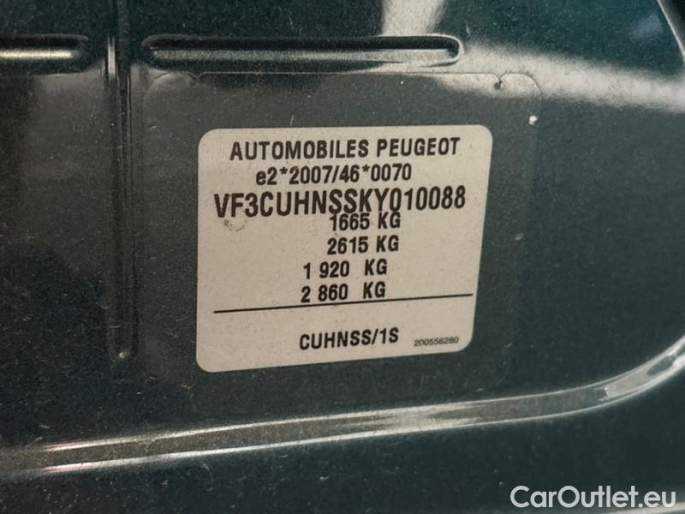 AUTOMOBILES PEUGEOT
e2*2007/46*0070
VF3CUHNSSKY010088
1665 KG
2615 KG
1 920 KG
2 860 KG
CUHNSS/1S
200556280
CarOutlet.eu